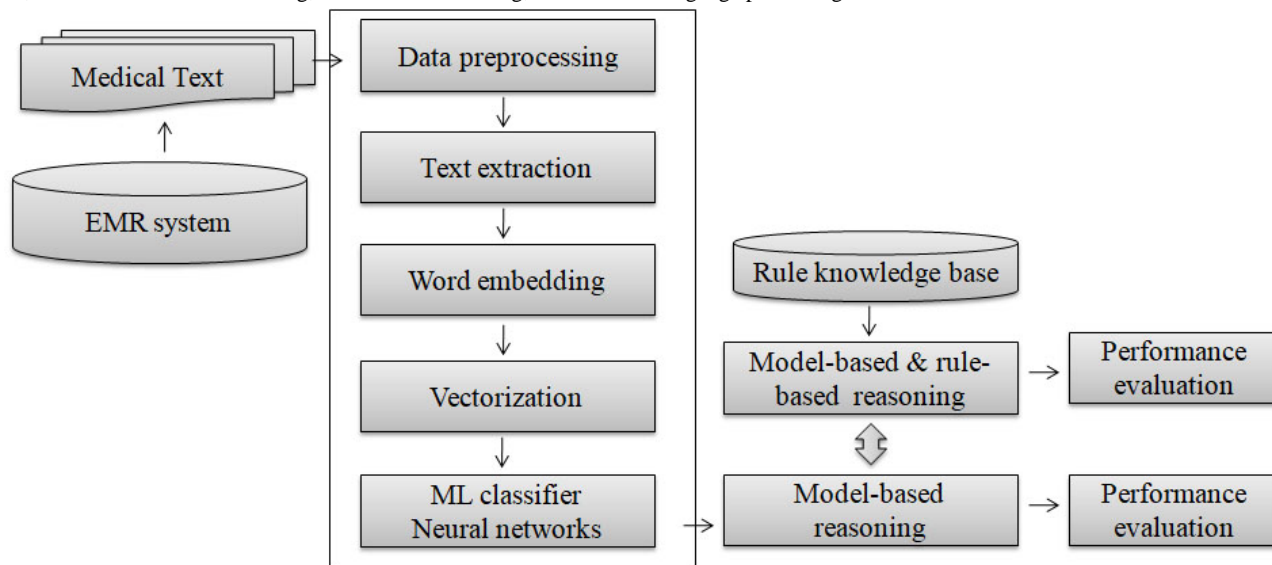 Medical Text
EMR system
Data preprocessing
Text extraction
Word embedding
Vectorization
ML classifier
Neural networks
Rule knowledge base
Model-based & rule-
based reasoning
Performance
evaluation
Model-based
reasoning
Performance
evaluation